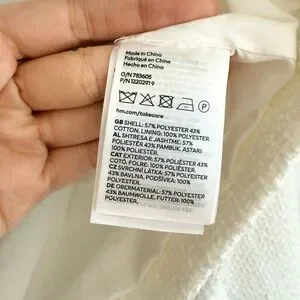 Made in China
Fabriqué en Chine
Hecho en China
O/N 783605
P/N 12202919
hm.com/takecare
GB SHELL: 57% POLYESTER 43%
COTTON. LINING: 100% POLYESTER.
AL SHTRESA E JASHTME: 57%
POLIESTËR 43% PAMBUK. ASTARI
100% POLIESTËR.
CAT EXTERIOR: 57% POLIÈSTER
43% COTÓ. FOLRE: 100% POLIÈSTER.
CZ SVRCHNÍ LÁTKA: 57% POLYESTER
43% BAVLNA. PODŠÍVKA: 100%
POLYESTER.
DE OBERMATERIAL: 57% POLYESTER
43% BAUMWOLLE. FUTTER: 100%
POLYESTER.